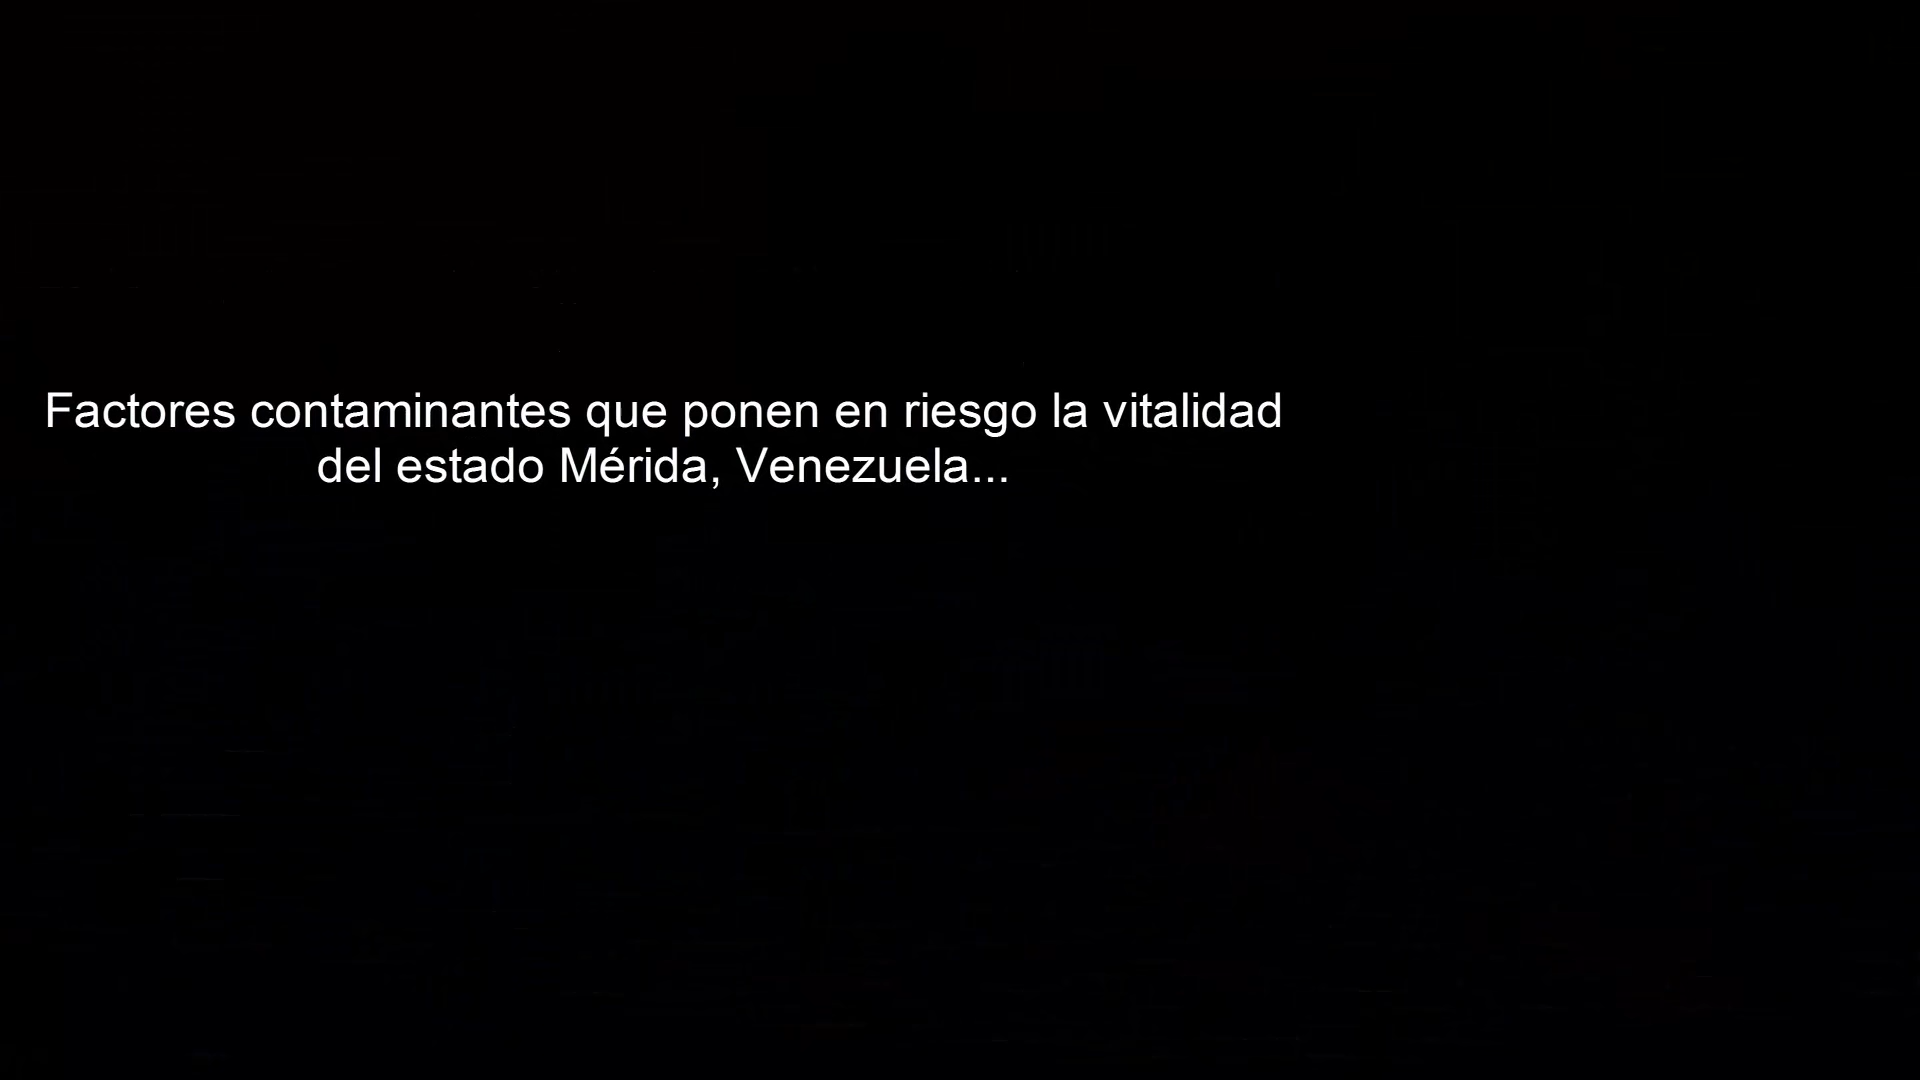 Factores contaminantes que ponen en riesgo la vitalidad
del estado Mérida, Venezuela...